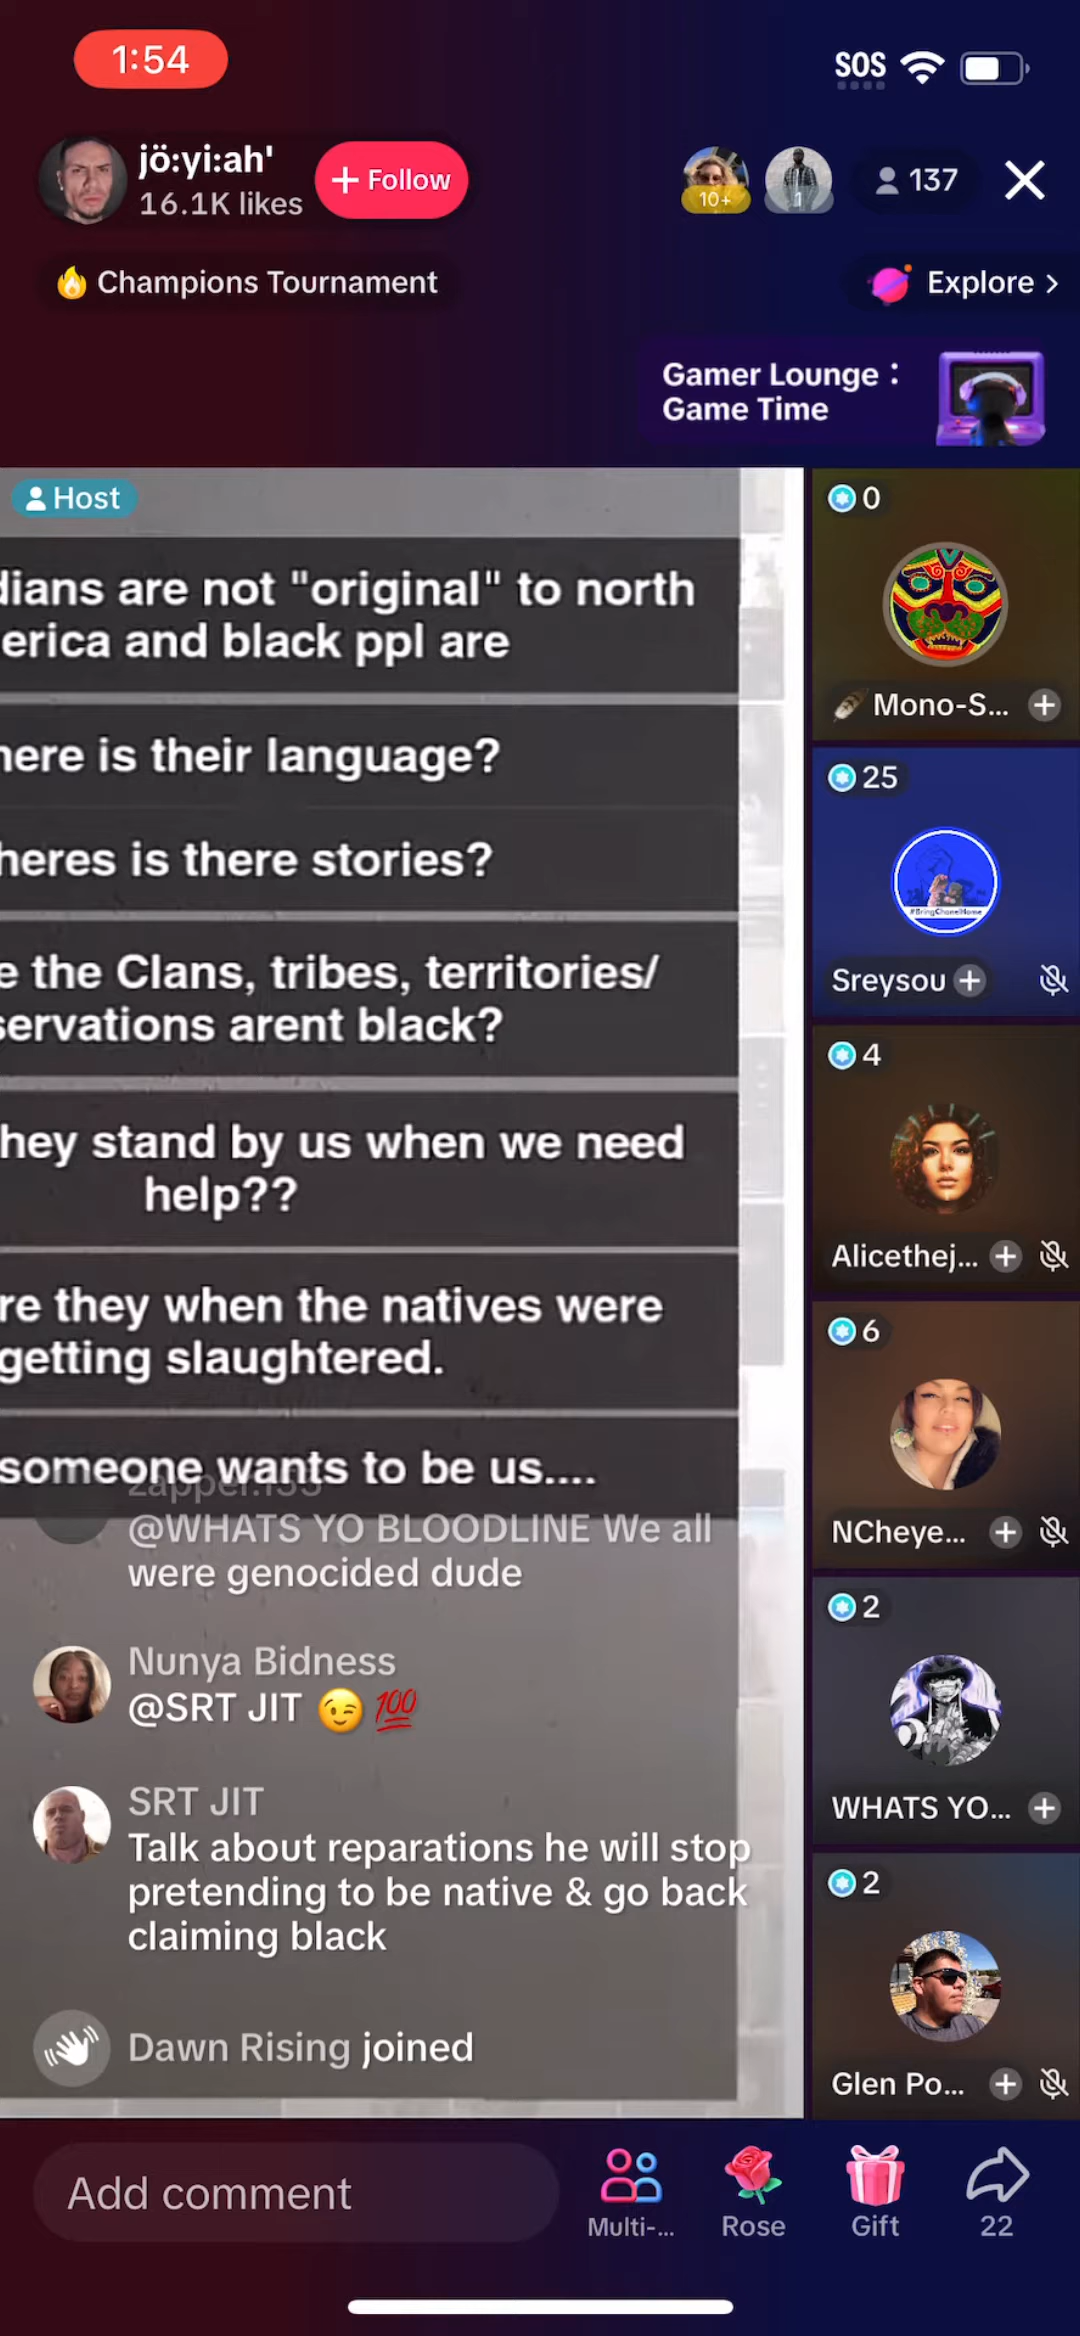 1:54
SOS
jö:yi:ah'
16.1K likes
+ Follow
10+
1
137
Champions Tournament
Explore >
Gamer Lounge :
Game Time
Host
dians are not "original" to north
erica and black ppl are
here is their language?
heres is there stories?
e the Clans, tribes, territories/
servations arent black?
hey stand by us when we need
help??
re they when the natives were
getting slaughtered.
someone wants to be us....
zapper.133
@WHATS YO BLOODLINE We all
were genocided dude
Nunya Bidness
@SRT JIT 😉 💯
SRT JIT
Talk about reparations he will stop
pretending to be native & go back
claiming black
Dawn Rising joined
0
Mono-S...
25
#BringChanelHome
Sreysou
4
Alicethej...
6
NCheye...
2
WHATS YO...
2
Glen Po...
Add comment
Multi-...
Rose
Gift
22